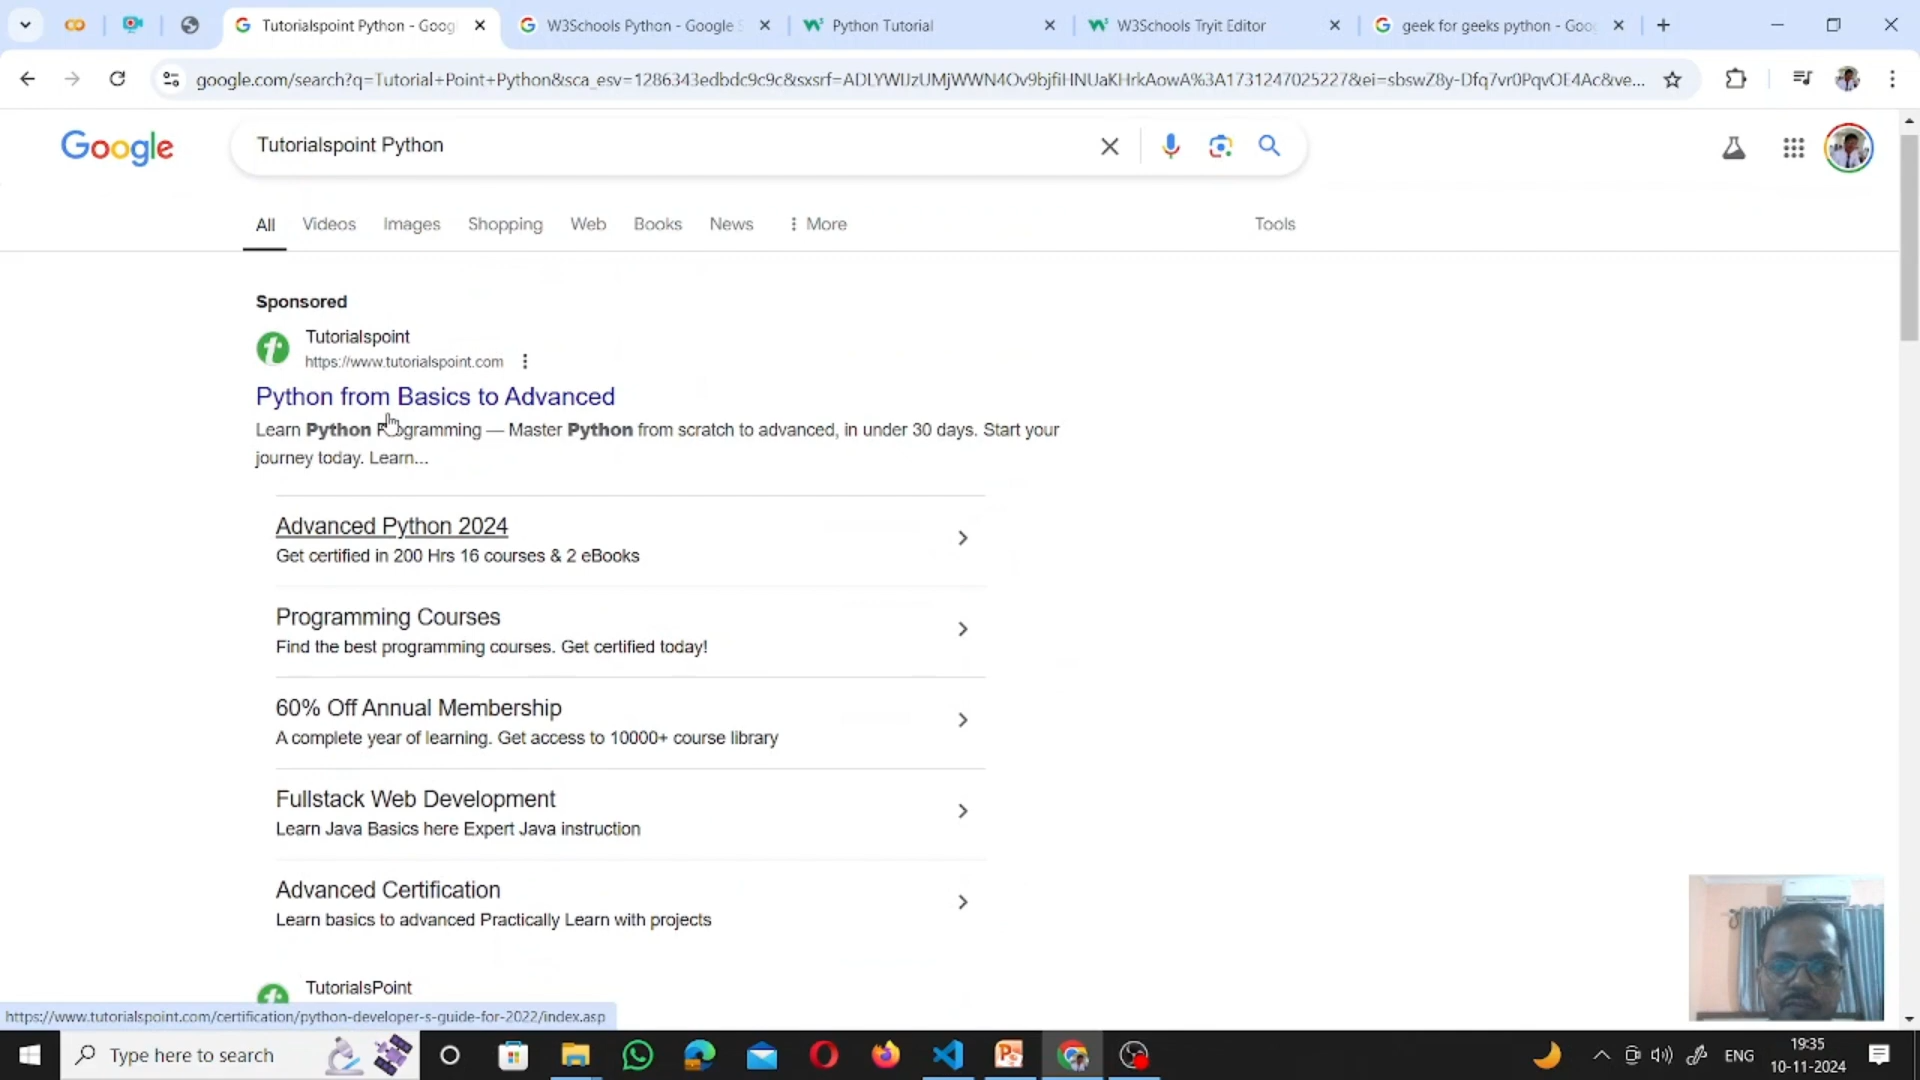 Tutorialspoint Python - Goog
W3Schools Python - Google S
Python Tutorial
W3Schools Tryit Editor
geek for geeks python - Goo
google.com/search?q=Tutorial+Point+Python&sca_esv=1286343edbdc9c9c&sxsrf=ADLYWIJzUMjWWN4Ov9bjfiHNUaKHrkAowA%3A1731247025227&ei=sbswZ8y-Dfq7vr0PqvOE4Ac&ve...
Google
Tutorialspoint Python
All
Videos
Images
Shopping
Web
Books
News
More
Tools
Sponsored
Tutorialspoint
https://www.tutorialspoint.com
Python from Basics to Advanced
Learn Python Programming — Master Python from scratch to advanced, in under 30 days. Start your
journey today. Learn...
Advanced Python 2024
Get certified in 200 Hrs 16 courses & 2 eBooks
Programming Courses
Find the best programming courses. Get certified today!
60% Off Annual Membership
A complete year of learning. Get access to 10000+ course library
Fullstack Web Development
Learn Java Basics here Expert Java instruction
Advanced Certification
Learn basics to advanced Practically Learn with projects
TutorialsPoint
https://www.tutorialspoint.com/certification/python-developer-s-guide-for-2022/index.asp
Type here to search
ENG
19:35
10-11-2024